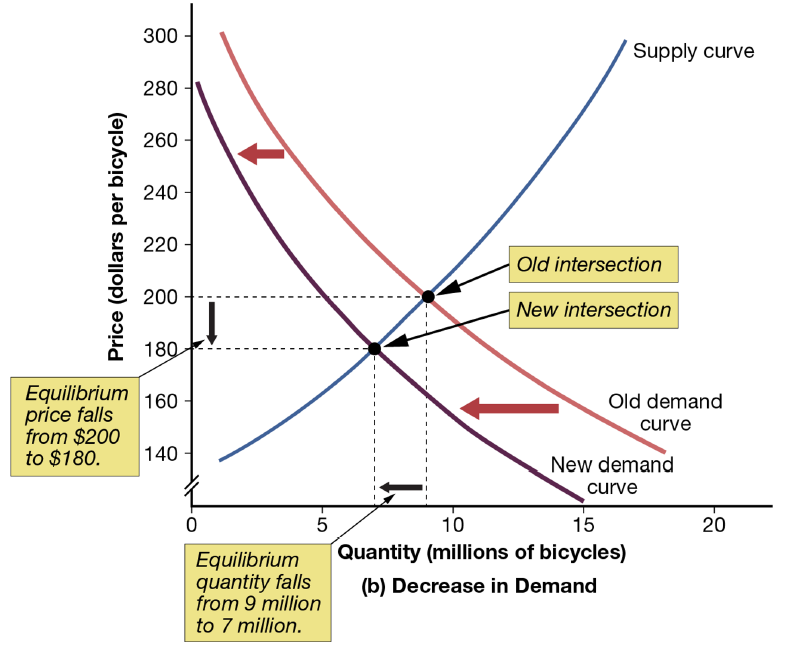 300
280
260
240
220
200
180
160
140
Price (dollars per bicycle)
Supply curve
Old intersection
New intersection
Equilibrium
price falls
from $200
to $180.
Old demand
curve
New demand
curve
0
5
10
15
20
Quantity (millions of bicycles)
Equilibrium
quantity falls
from 9 million
to 7 million.
(b) Decrease in Demand